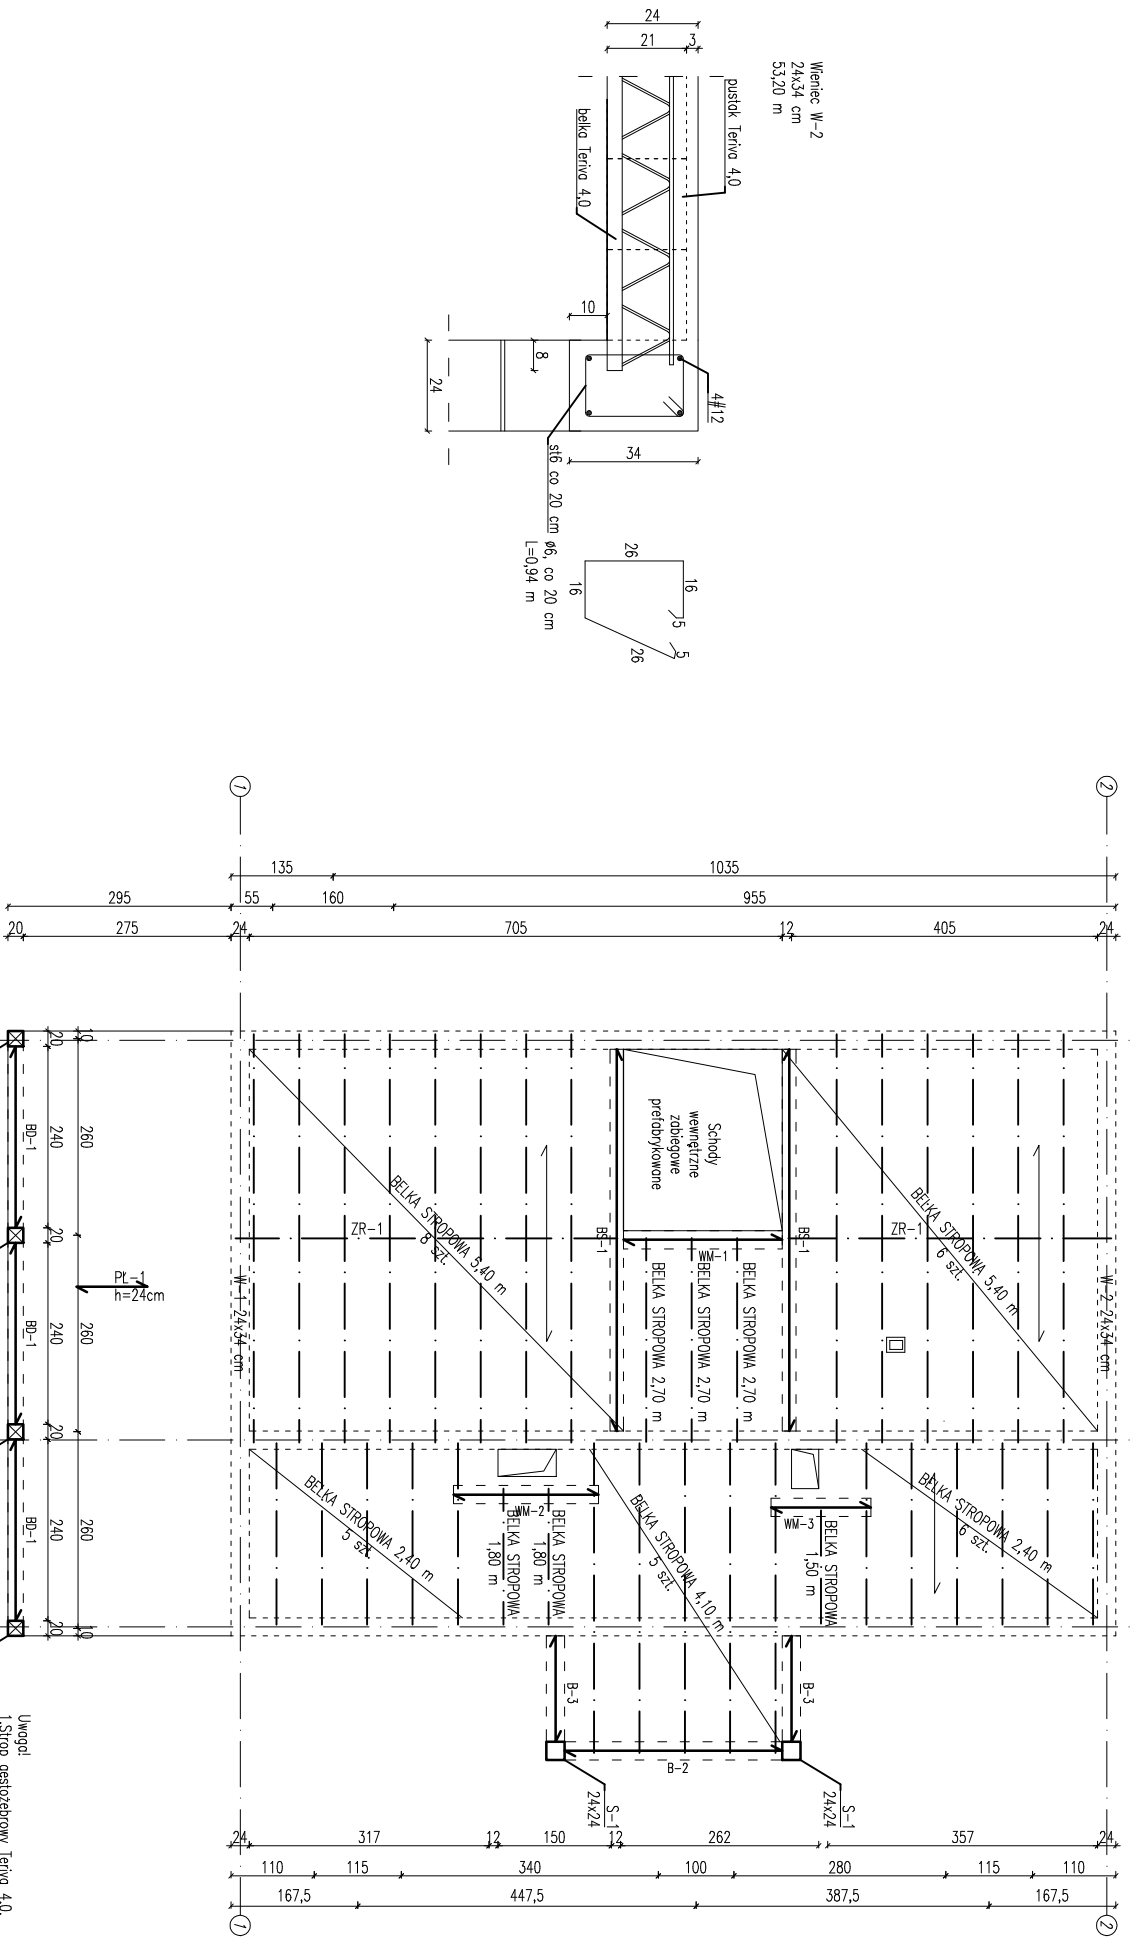 Wieniec W-2
24x34 cm
53,20 m
24
21
3
pustak Teriva 4,0
belka Teriva 4,0
10
8
24
34
4#12
st6 co 20 cm
ø6, co 20 cm
L=0,94 m
26
16
16
5
5
26
1
2
135
1035
295
55
160
955
20
275
24
705
12
405
24
BELKA STROPOWA 5,40 m
8 szt.
ZR-1
BS-1
Schody
wewnętrzne
zabiegowe
prefabrykowane
WM-1
BS-1
BELKA STROPOWA 5,40 m
6 szt.
ZR-1
BELKA STROPOWA 2,70 m
BELKA STROPOWA 2,70 m
BELKA STROPOWA 2,70 m
W-1 24x34 cm
W-2 24x34 cm
PŁ-1
h=24cm
10
260
260
260
10
20
240
20
240
20
240
20
BD-1
BD-1
BD-1
BELKA STROPOWA 2,40 m
5 szt.
WM-2
BELKA STROPOWA
1,80 m
BELKA STROPOWA
1,80 m
BELKA STROPOWA 4,10 m
5 szt.
WM-3
BELKA STROPOWA
1,50 m
BELKA STROPOWA 2,40 m
6 szt.
B-3
B-3
B-2
S-1
24x24
S-1
24x24
24
317
12
150
12
262
357
24
110
115
340
100
280
115
110
167,5
447,5
387,5
167,5
1
2
Uwaga!
1.Strop gęstożebrowy Teriva 4,0.